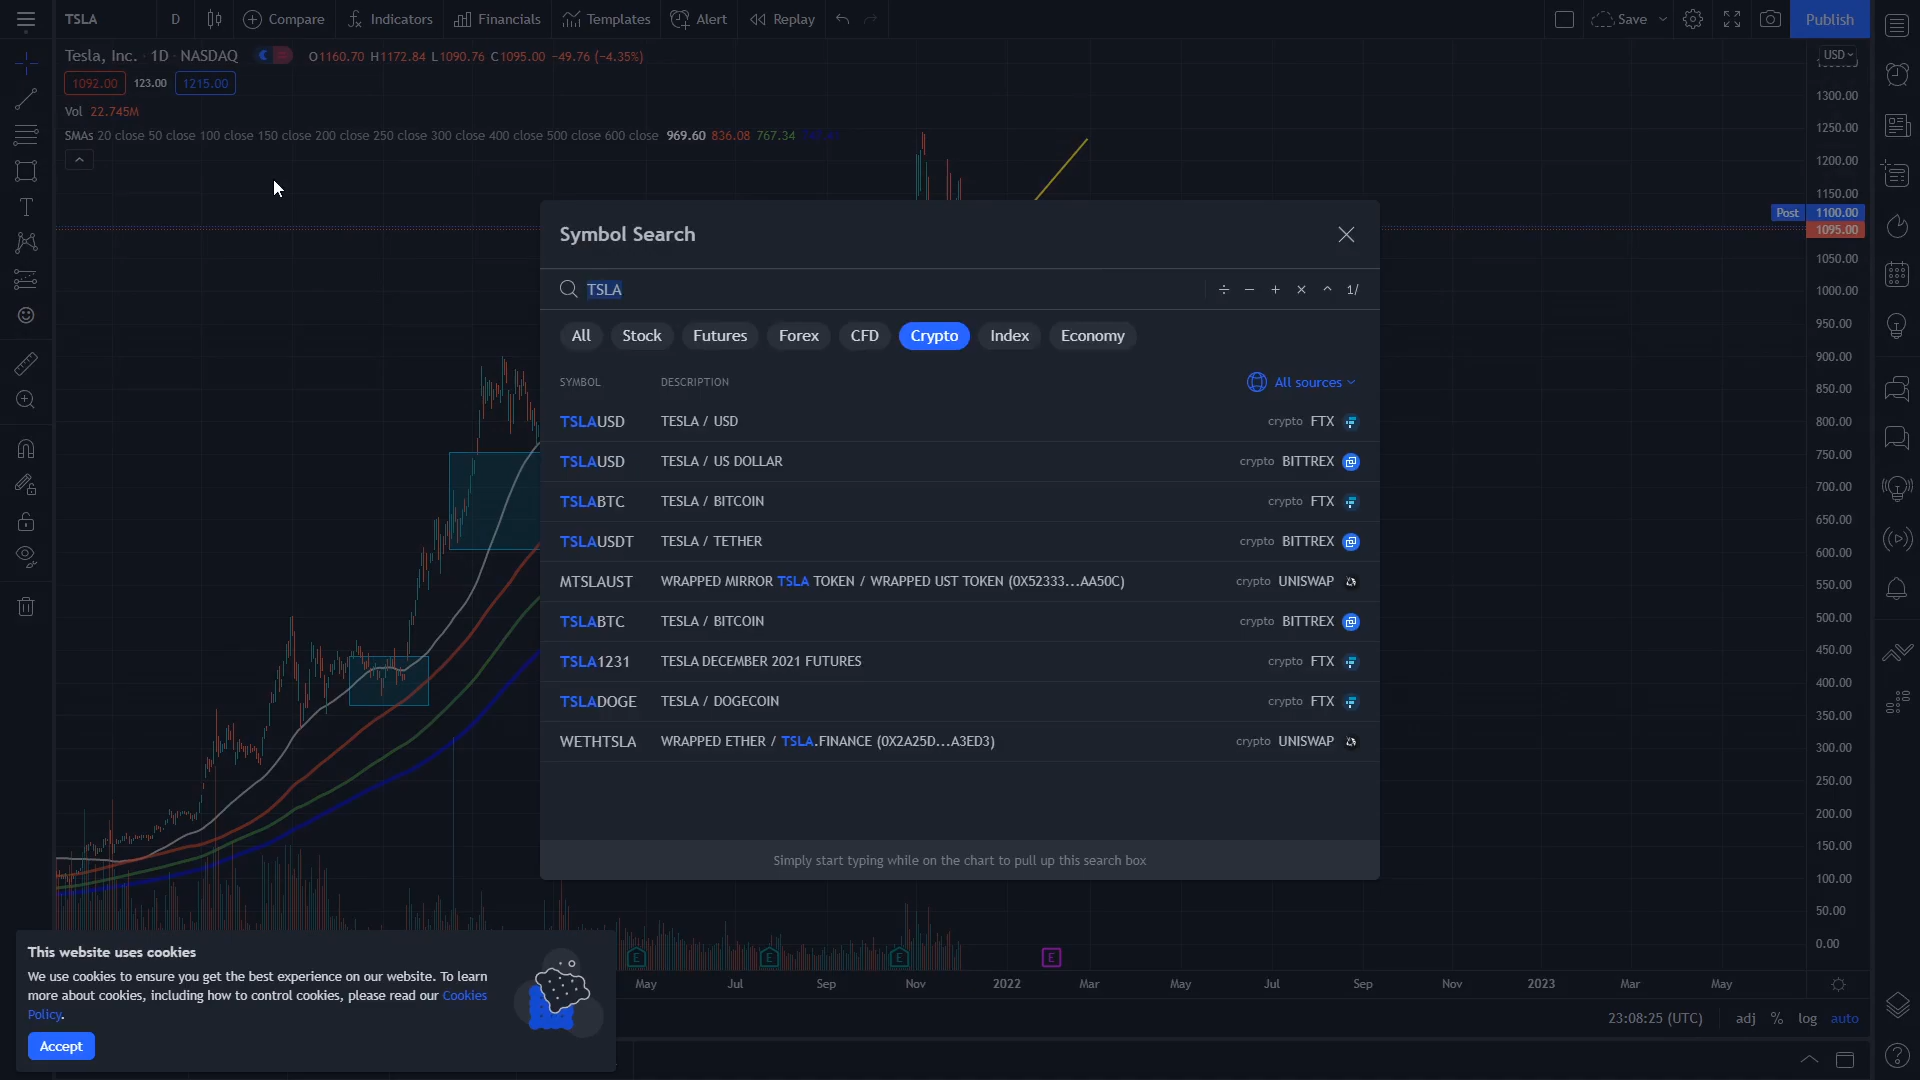 TSLA D Compare Indicators Financials Templates Alert Replay Save Publish
Tesla, Inc. · 1D · NASDAQ O1160.70 H1172.84 L1090.76 C1095.00 −49.76 (−4.35%)
1092.00 123.00 1215.00
Vol 22.745M
SMAs 20 close 50 close 100 close 150 close 200 close 250 close 300 close 400 close 500 close 600 close 969.60 836.08 767.34
USD
1300.00
1250.00
1200.00
1150.00
Post 1100.00
1095.00
1050.00
1000.00
950.00
900.00
850.00
800.00
750.00
700.00
650.00
600.00
550.00
500.00
450.00
400.00
350.00
300.00
250.00
200.00
150.00
100.00
50.00
0.00
Symbol Search
TSLA ÷ − + × ^ 1/
All Stock Futures Forex CFD Crypto Index Economy
SYMBOL DESCRIPTION All sources
TSLAUSD TESLA / USD crypto FTX
TSLAUSD TESLA / US DOLLAR crypto BITTREX
TSLABTC TESLA / BITCOIN crypto FTX
TSLAUSDT TESLA / TETHER crypto BITTREX
MTSLAUST WRAPPED MIRROR TSLA TOKEN / WRAPPED UST TOKEN (0X52333...AA50C) crypto UNISWAP
TSLABTC TESLA / BITCOIN crypto BITTREX
TSLA1231 TESLA DECEMBER 2021 FUTURES crypto FTX
TSLADOGE TESLA / DOGECOIN crypto FTX
WETHTSLA WRAPPED ETHER / TSLA.FINANCE (0X2A25D...A3ED3) crypto UNISWAP
Simply start typing while on the chart to pull up this search box
E E E E
May Jul Sep Nov 2022 Mar May Jul Sep Nov 2023 Mar May
23:08:25 (UTC) adj % log auto
This website uses cookies
We use cookies to ensure you get the best experience on our website. To learn
more about cookies, including how to control cookies, please read our Cookies
Policy.
Accept